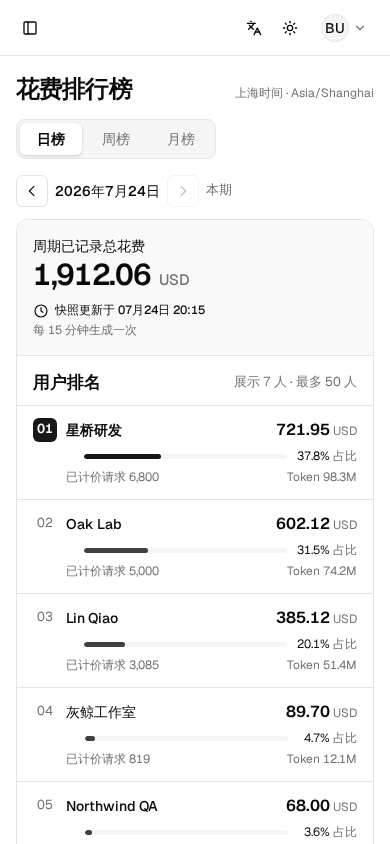 BU
花费排行榜
上海时间 · Asia/Shanghai
日榜 周榜 月榜
2026年7月24日 本期
周期已记录总花费
1,912.06 USD
快照更新于 07月24日 20:15
每 15 分钟生成一次
用户排名 展示 7 人 · 最多 50 人
01 星桥研发 721.95 USD
37.8% 占比
已计价请求 6,800 Token 98.3M
02 Oak Lab 602.12 USD
31.5% 占比
已计价请求 5,000 Token 74.2M
03 Lin Qiao 385.12 USD
20.1% 占比
已计价请求 3,085 Token 51.4M
04 灰鲸工作室 89.70 USD
4.7% 占比
已计价请求 819 Token 12.1M
05 Northwind QA 68.00 USD
3.6% 占比